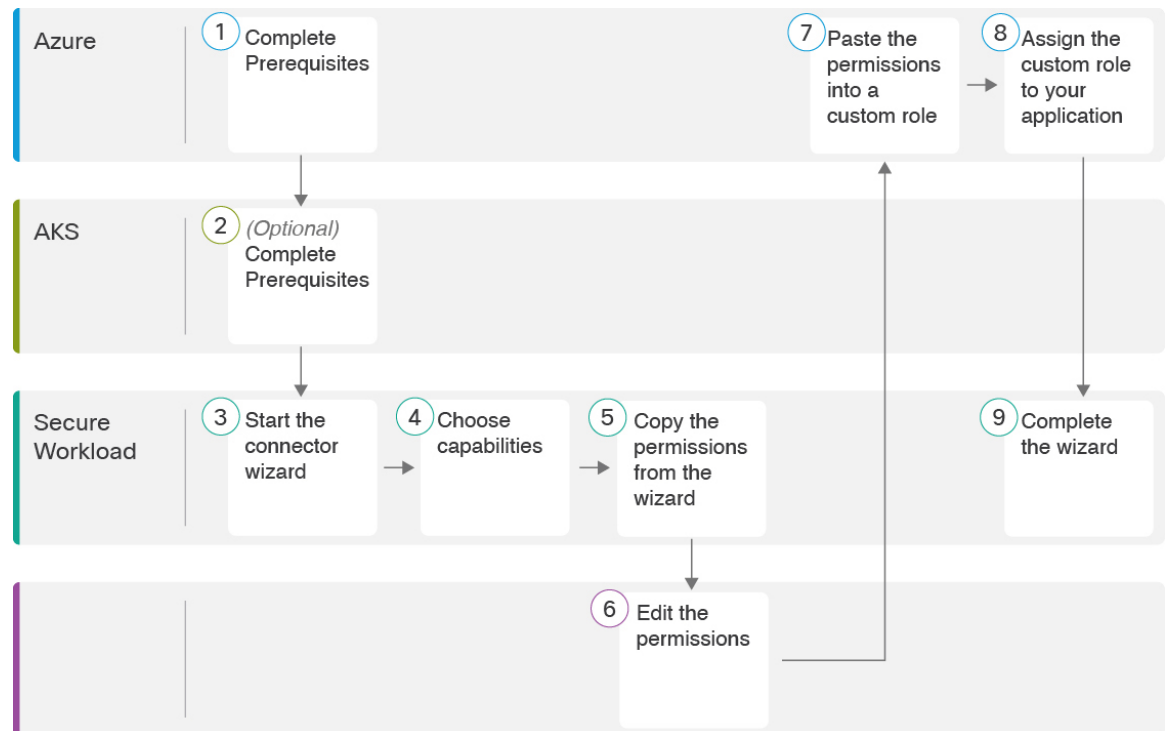 Azure
1
Complete
Prerequisites
7
Paste the
permissions
into a
custom role
8
Assign the
custom role
to your
application
AKS
2
(Optional)
Complete
Prerequisites
Secure
Workload
3
Start the
connector
wizard
4
Choose
capabilities
5
Copy the
permissions
from the
wizard
9
Complete
the wizard
6
Edit the
permissions